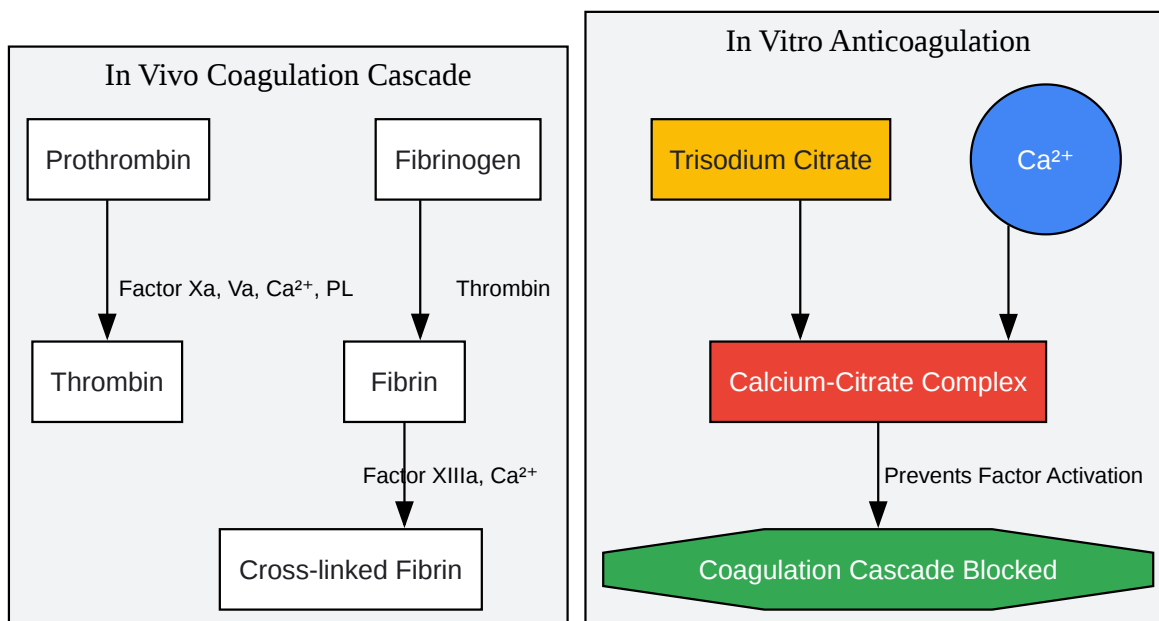 In Vivo Coagulation Cascade
Prothrombin
Fibrinogen
Factor Xa, Va, Ca²⁺, PL
Thrombin
Thrombin
Fibrin
Factor XIIIa, Ca²⁺
Cross-linked Fibrin
In Vitro Anticoagulation
Trisodium Citrate
Ca²⁺
Calcium-Citrate Complex
Prevents Factor Activation
Coagulation Cascade Blocked